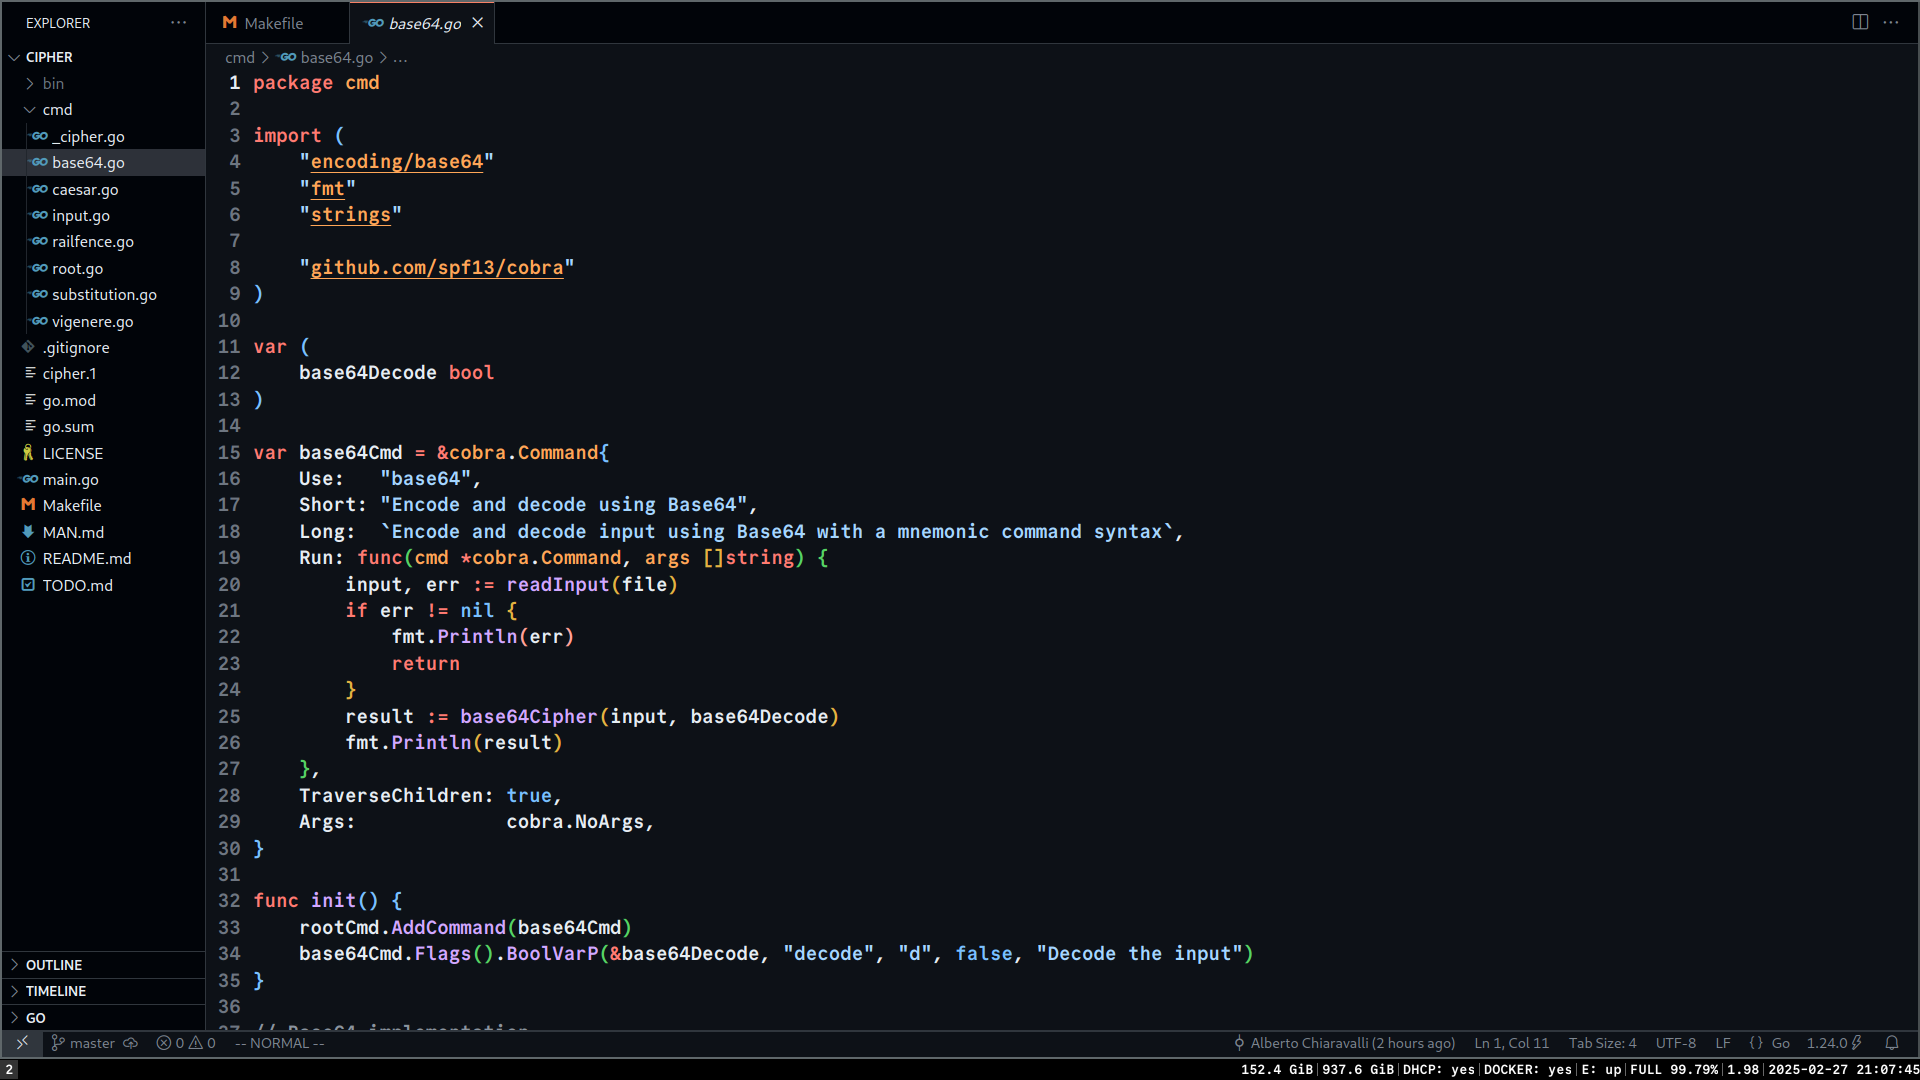 EXPLORER
CIPHER
bin
cmd
_cipher.go
base64.go
caesar.go
input.go
railfence.go
root.go
substitution.go
vigenere.go
.gitignore
cipher.1
go.mod
go.sum
LICENSE
main.go
Makefile
MAN.md
README.md
TODO.md
OUTLINE
TIMELINE
GO
Makefile
base64.go
cmd > base64.go > ...
1 package cmd
2
3 import (
4     "encoding/base64"
5     "fmt"
6     "strings"
7
8     "github.com/spf13/cobra"
9 )
10
11 var (
12     base64Decode bool
13 )
14
15 var base64Cmd = &cobra.Command{
16     Use:   "base64",
17     Short: "Encode and decode using Base64",
18     Long:  `Encode and decode input using Base64 with a mnemonic command syntax`,
19     Run: func(cmd *cobra.Command, args []string) {
20         input, err := readInput(file)
21         if err != nil {
22             fmt.Println(err)
23             return
24         }
25         result := base64Cipher(input, base64Decode)
26         fmt.Println(result)
27     },
28     TraverseChildren: true,
29     Args:             cobra.NoArgs,
30 }
31
32 func init() {
33     rootCmd.AddCommand(base64Cmd)
34     base64Cmd.Flags().BoolVarP(&base64Decode, "decode", "d", false, "Decode the input")
35 }
36
37 // Base64 implementation
master 0 0 -- NORMAL -- Alberto Chiaravalli (2 hours ago) Ln 1, Col 11 Tab Size: 4 UTF-8 LF {} Go 1.24.0
2 152.4 GiB|937.6 GiB|DHCP: yes|DOCKER: yes|E: up|FULL 99.79%|1.98|2025-02-27 21:07:45